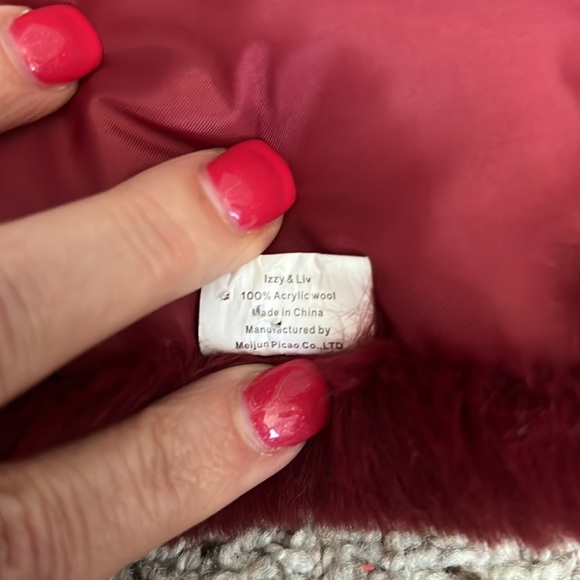 Izzy & Liv
100% Acrylic wool
Made in China
Manufactured by
Meijun Picao Co.,LTD